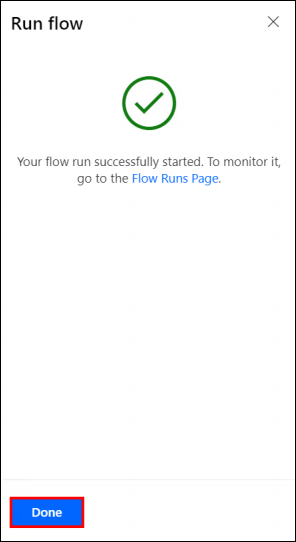 Run flow
Your flow run successfully started. To monitor it,
go to the Flow Runs Page.
Done